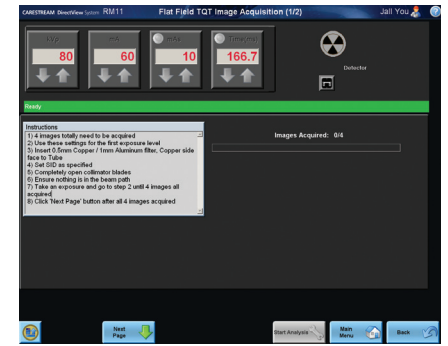 CARESTREAM DirectView System RM11 Flat Field TQT Image Acquisition (1/2) Jall You
kVp mA mAs Time(ms)
80 60 10 166.7
Detector
Ready
Instructions
1) 4 images totally need to be acquired
2) Use these settings for the first exposure level
3) Insert 0.5mm Copper / 1mm Aluminum filter, Copper side
face to Tube
4) Set SID as specified
5) Completely open collimator blades
6) Ensure nothing is in the beam path
7) Take an exposure and go to step 2 until 4 images all
acquired
8) Click 'Next Page' button after all 4 images acquired
Images Acquired: 0/4
Next
Page
Start Analysis
Main
Menu
Back